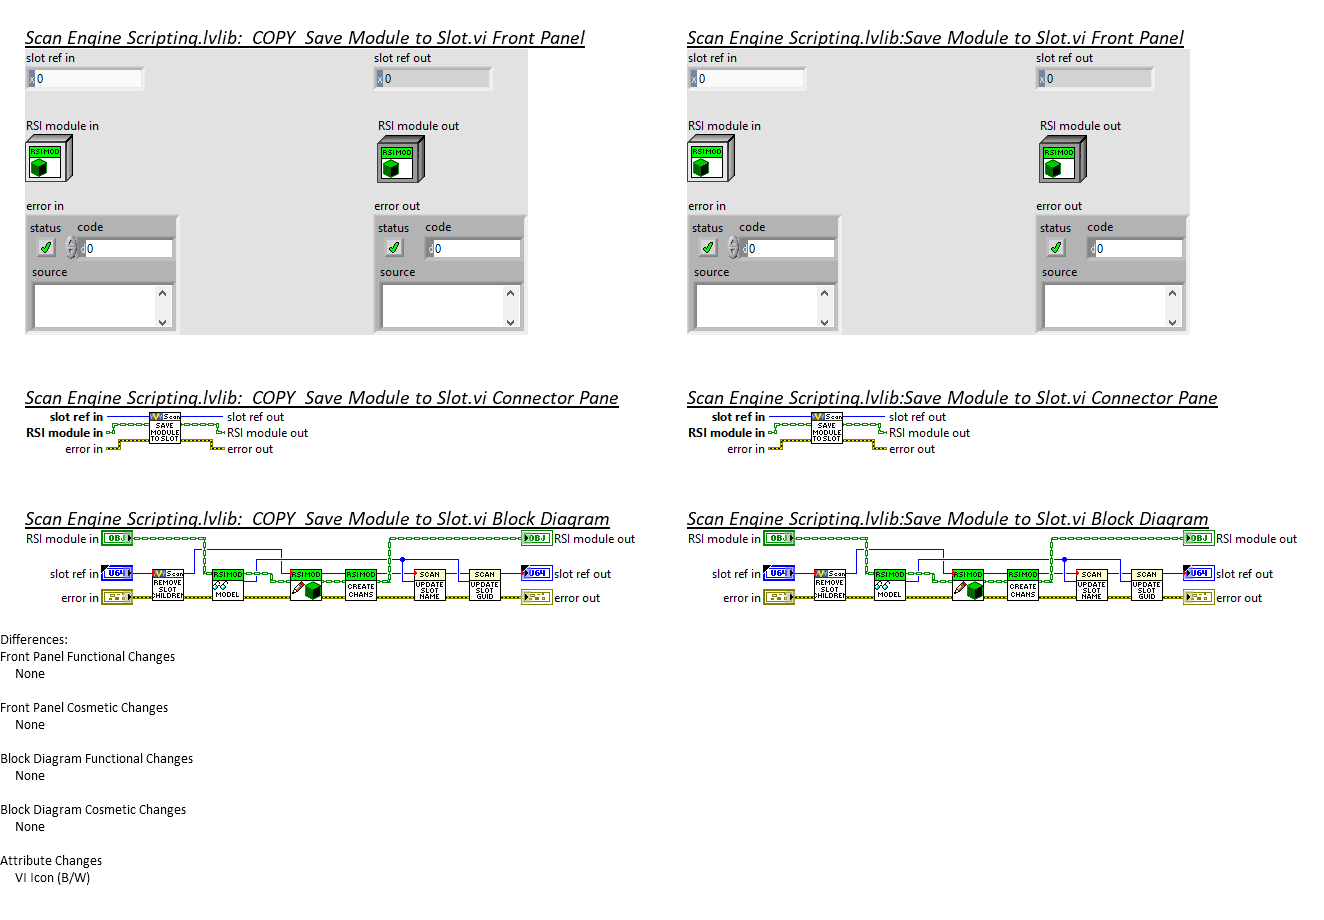 Scan Engine Scripting.lvlib:  COPY  Save Module to Slot.vi Front Panel
slot ref in
x 0
slot ref out
x 0
RSI module in
RSIMOD
RSI module out
RSIMOD
error in
status code
d 0
source
error out
status code
d 0
source
Scan Engine Scripting.lvlib:Save Module to Slot.vi Front Panel
slot ref in
x 0
slot ref out
x 0
RSI module in
RSIMOD
RSI module out
RSIMOD
error in
status code
d 0
source
error out
status code
d 0
source
Scan Engine Scripting.lvlib:  COPY  Save Module to Slot.vi Connector Pane
slot ref in
RSI module in
error in
Scan
SAVE
MODULE
TO SLOT
slot ref out
RSI module out
error out
Scan Engine Scripting.lvlib:Save Module to Slot.vi Connector Pane
slot ref in
RSI module in
error in
Scan
SAVE
MODULE
TO SLOT
slot ref out
RSI module out
error out
Scan Engine Scripting.lvlib:  COPY  Save Module to Slot.vi Block Diagram
RSI module in
OBJ
slot ref in
U64
error in
Scan
REMOVE
SLOT
CHILDREN
RSIMOD
MODEL
RSIMOD
RSIMOD
CREATE
CHANS
SCAN
UPDATE
SLOT
NAME
SCAN
UPDATE
SLOT
GUID
OBJ
RSI module out
U64
slot ref out
error out
Scan Engine Scripting.lvlib:Save Module to Slot.vi Block Diagram
RSI module in
OBJ
slot ref in
U64
error in
Scan
REMOVE
SLOT
CHILDREN
RSIMOD
MODEL
RSIMOD
RSIMOD
CREATE
CHANS
SCAN
UPDATE
SLOT
NAME
SCAN
UPDATE
SLOT
GUID
OBJ
RSI module out
U64
slot ref out
error out
Differences:
Front Panel Functional Changes
None
Front Panel Cosmetic Changes
None
Block Diagram Functional Changes
None
Block Diagram Cosmetic Changes
None
Attribute Changes
VI Icon (B/W)